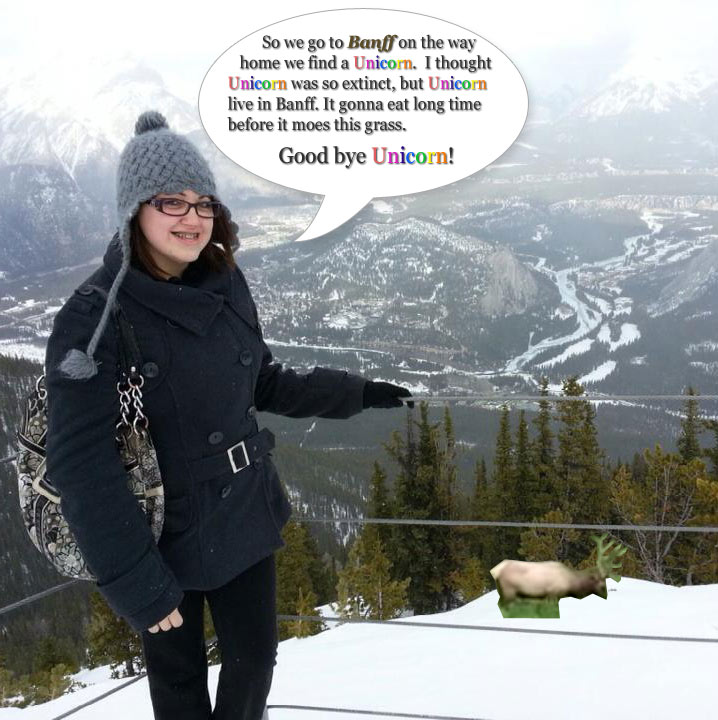 So we go to Banff on the way
home we find a Unicorn. I thought
Unicorn was so extinct, but Unicorn
live in Banff. It gonna eat long time
before it moes this grass.
Good bye Unicorn!